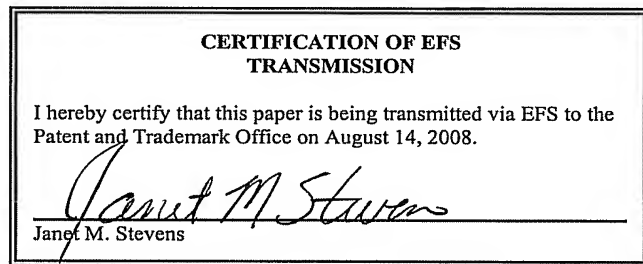 CERTIFICATION OF EFS
TRANSMISSION
I hereby certify that this paper is being transmitted via EFS to the
Patent and Trademark Office on August 14, 2008.
Janet M Stevens
Janet M. Stevens